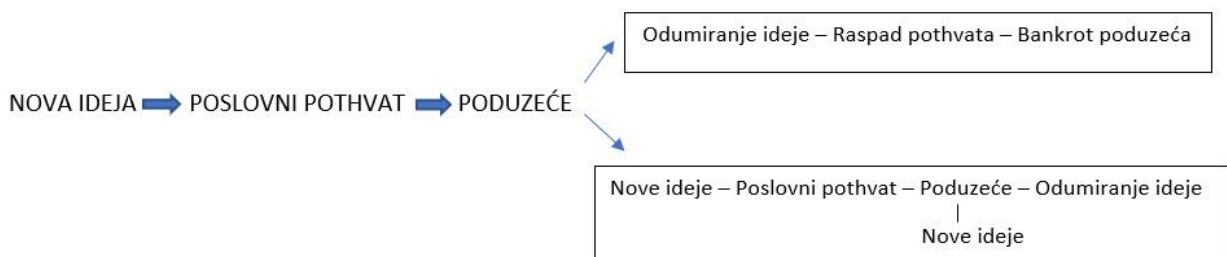 Odumiranje ideje – Raspad pothvata – Bankrot poduzeća
NOVA IDEJA POSLOVNI POTHVAT PODUZEĆE
Nove ideje – Poslovni pothvat – Poduzeće – Odumiranje ideje
Nove ideje